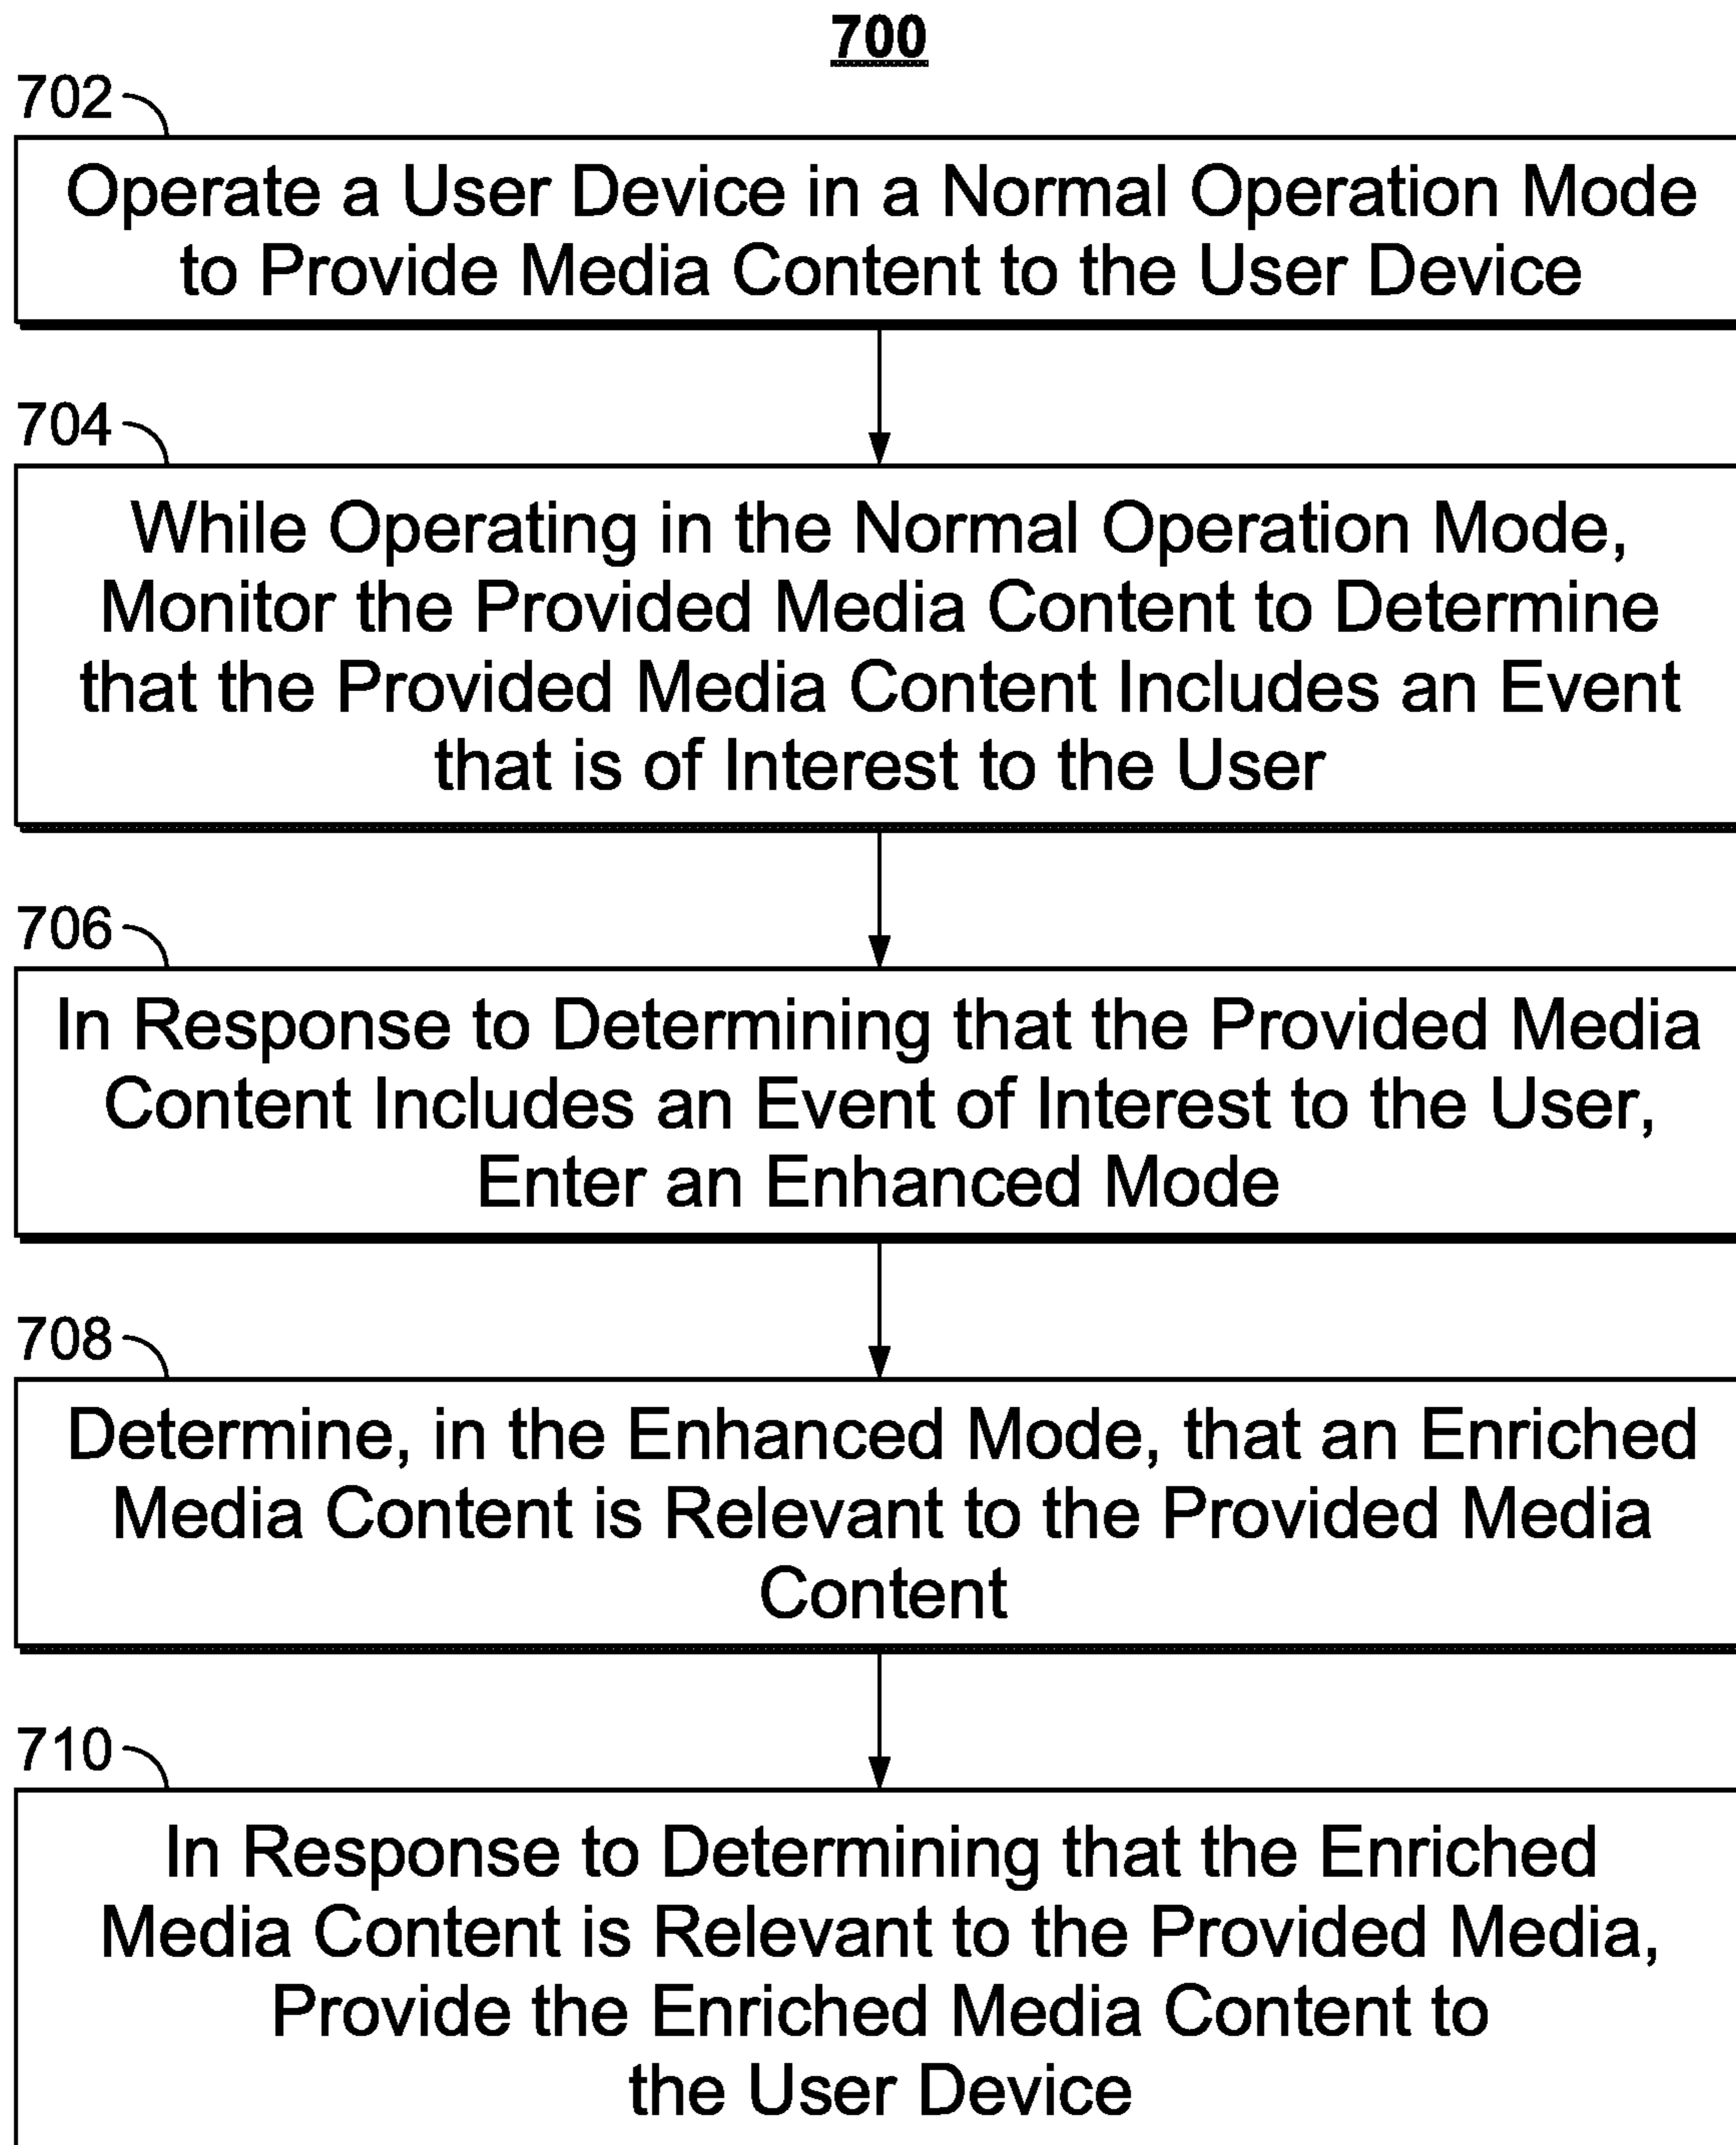 700
702
Operate a User Device in a Normal Operation Mode
to Provide Media Content to the User Device
704
While Operating in the Normal Operation Mode,
Monitor the Provided Media Content to Determine
that the Provided Media Content Includes an Event
that is of Interest to the User
706
In Response to Determining that the Provided Media
Content Includes an Event of Interest to the User,
Enter an Enhanced Mode
708
Determine, in the Enhanced Mode, that an Enriched
Media Content is Relevant to the Provided Media
Content
710
In Response to Determining that the Enriched
Media Content is Relevant to the Provided Media,
Provide the Enriched Media Content to
the User Device